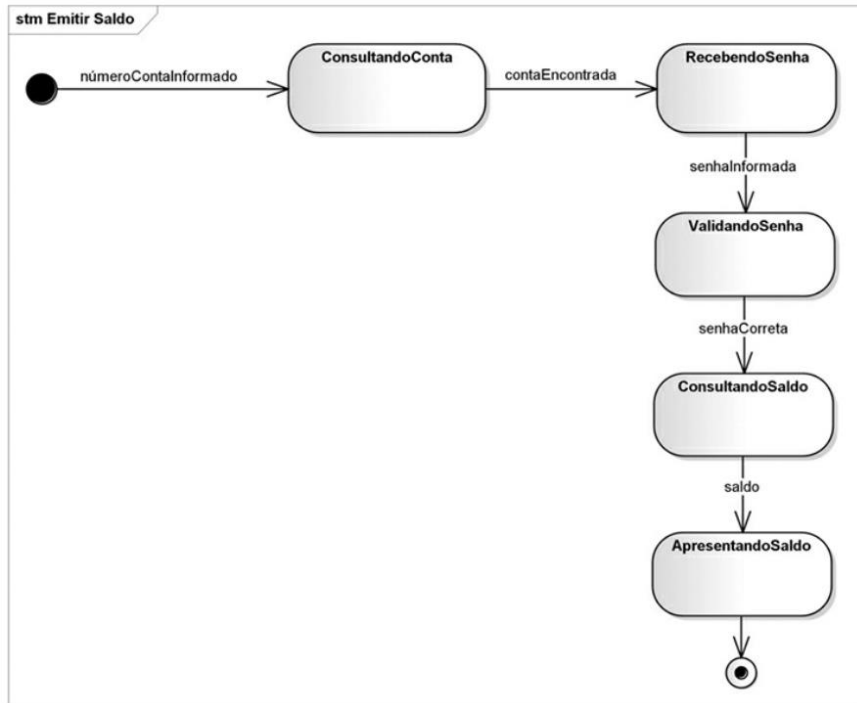 stm Emitir Saldo
númeroContaInformado
ConsultandoConta
contaEncontrada
RecebendoSenha
senhaInformada
ValidandoSenha
senhaCorreta
ConsultandoSaldo
saldo
ApresentandoSaldo